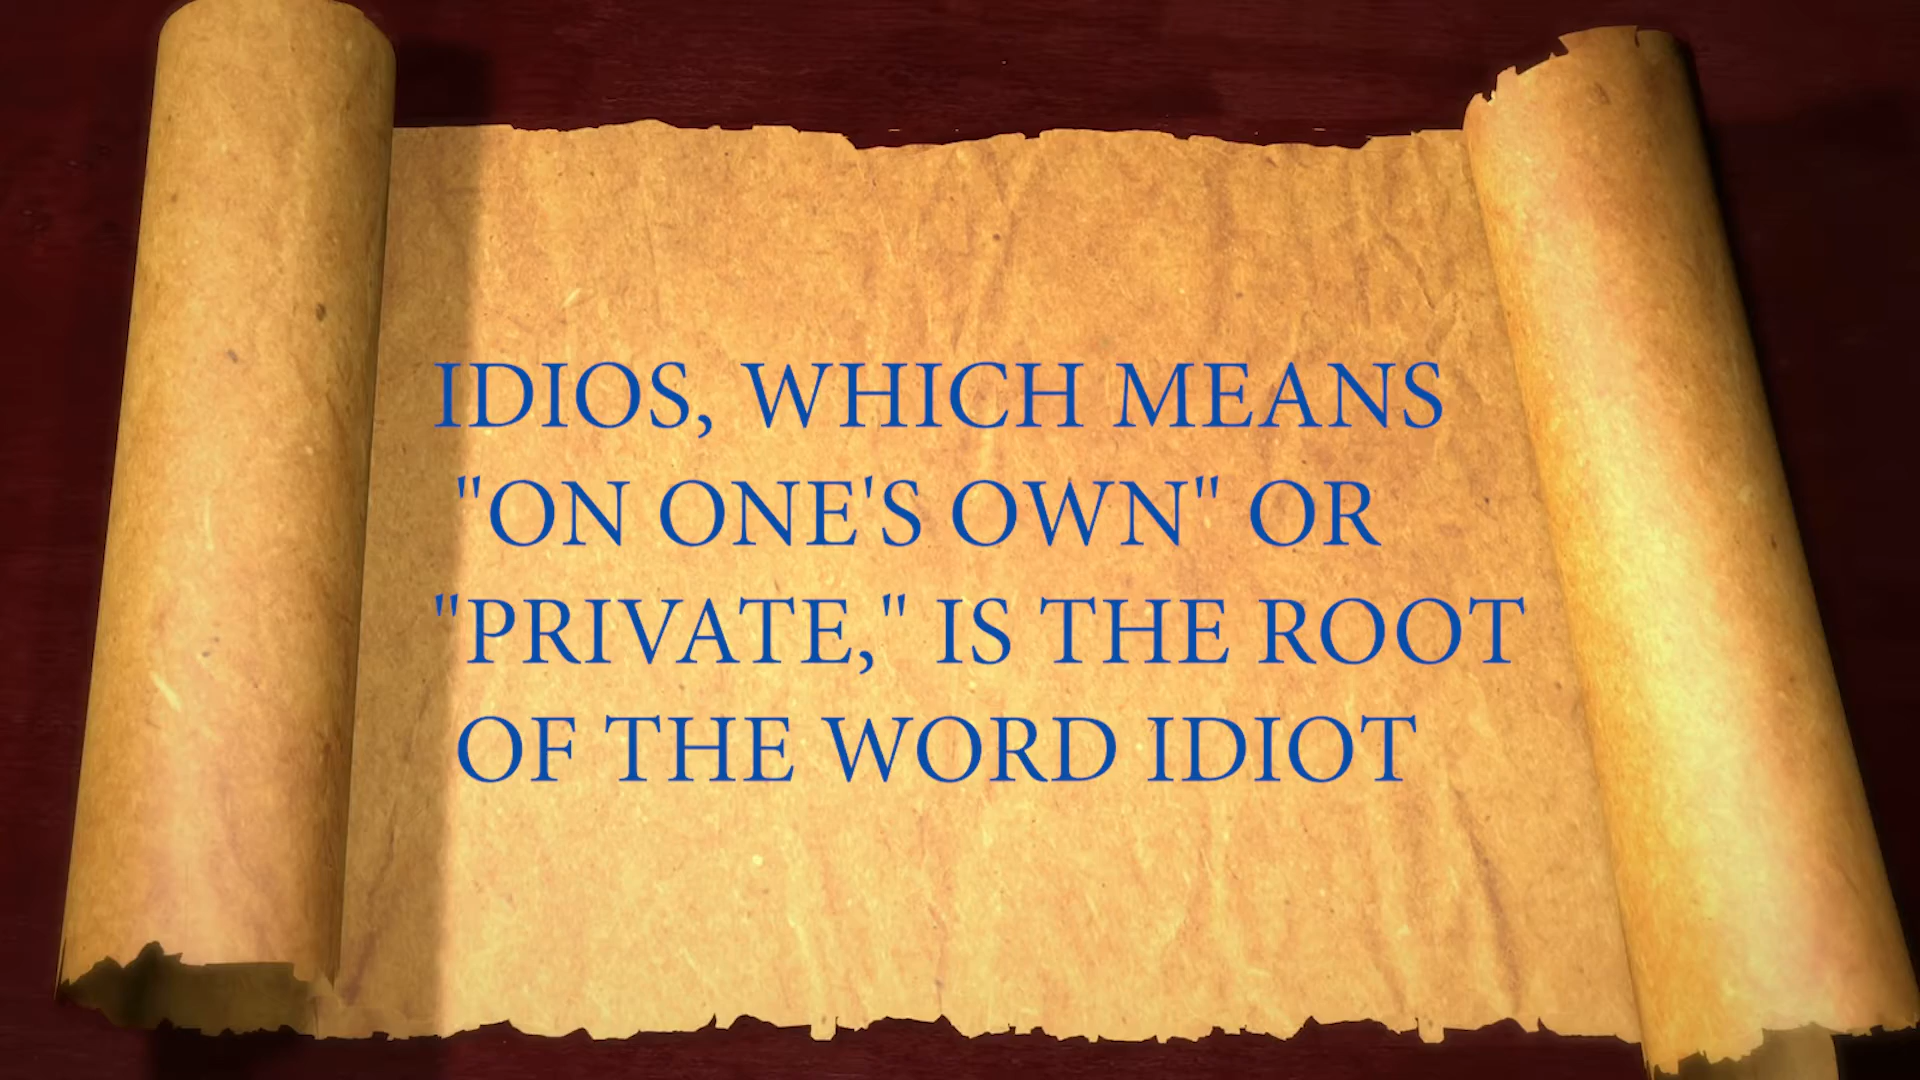 IDIOS, WHICH MEANS
"ON ONE'S OWN" OR
"PRIVATE," IS THE ROOT
OF THE WORD IDIOT